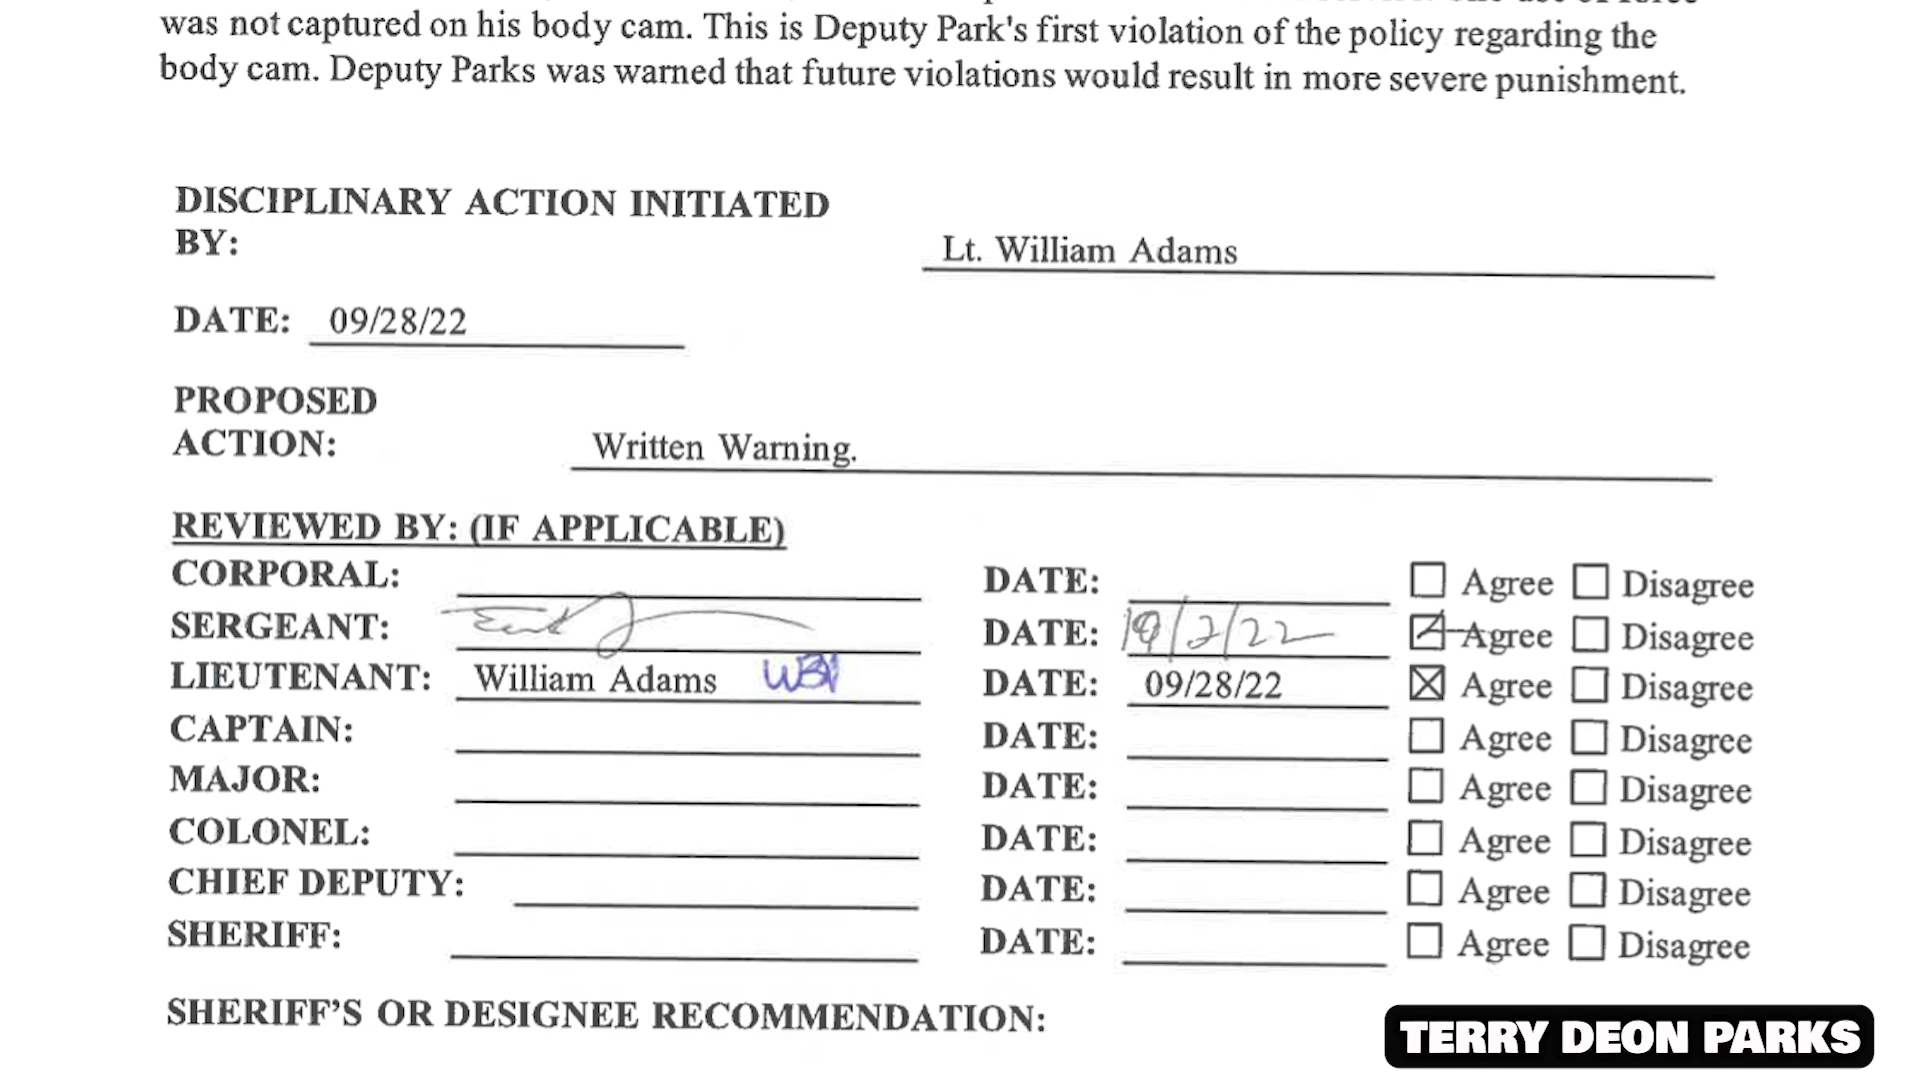 was not captured on his body cam. This is Deputy Park's first violation of the policy regarding the
body cam. Deputy Parks was warned that future violations would result in more severe punishment.
DISCIPLINARY ACTION INITIATED
BY: Lt. William Adams
DATE: 09/28/22
PROPOSED
ACTION: Written Warning.
REVIEWED BY: (IF APPLICABLE)
CORPORAL: DATE: Agree Disagree
SERGEANT: DATE: Agree Disagree
LIEUTENANT: William Adams DATE: 09/28/22 Agree Disagree
CAPTAIN: DATE: Agree Disagree
MAJOR: DATE: Agree Disagree
COLONEL: DATE: Agree Disagree
CHIEF DEPUTY: DATE: Agree Disagree
SHERIFF: DATE: Agree Disagree
SHERIFF'S OR DESIGNEE RECOMMENDATION:
TERRY DEON PARKS